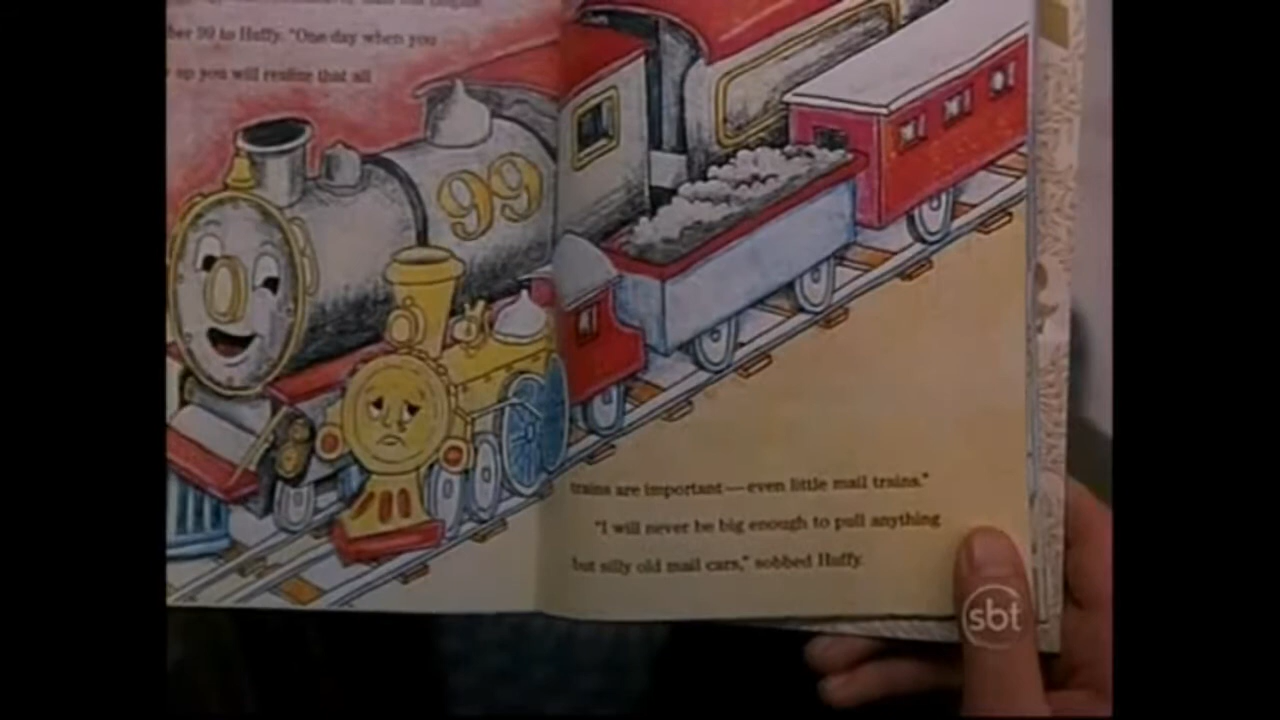 ber 99 to Huffy. "One day when you
up you will realize that all
99
0
trains are important—even little mail trains."
"I will never be big enough to pull anything
but silly old mail cars," sobbed Huffy.
sbt